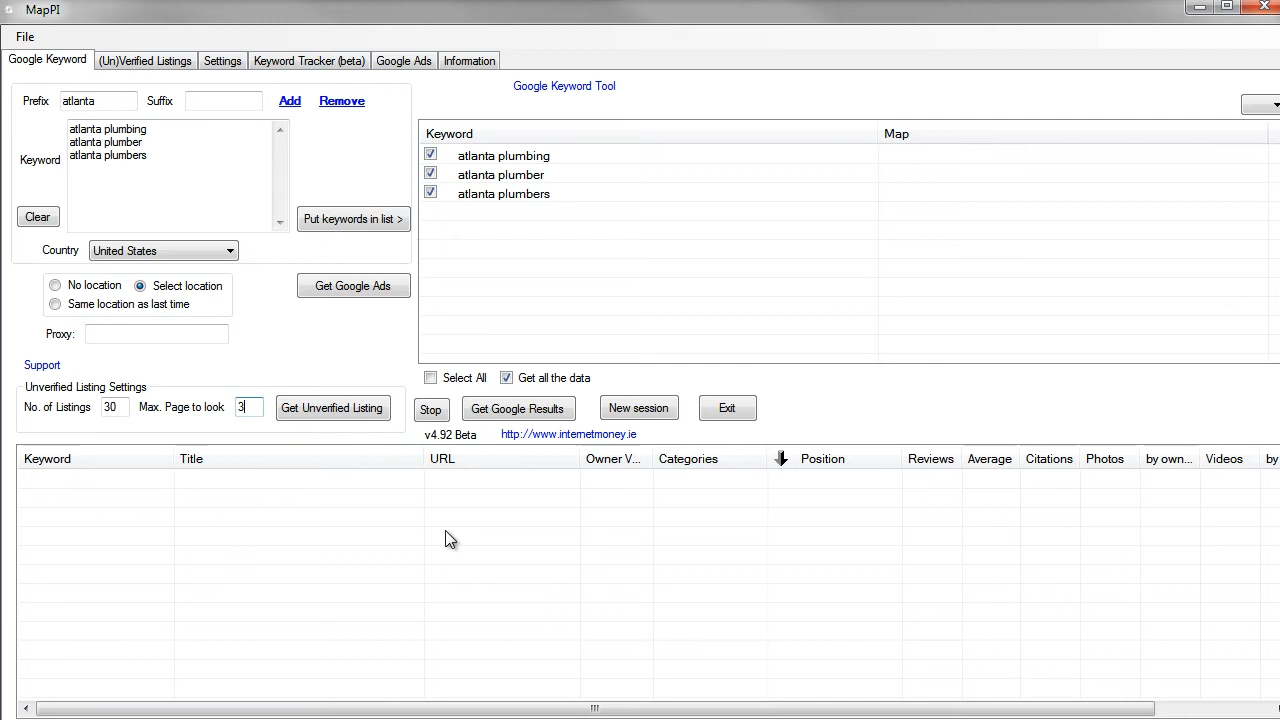 MapPI
File
Google Keyword (Un)Verified Listings Settings Keyword Tracker (beta) Google Ads Information
Prefix atlanta Suffix Add Remove
Google Keyword Tool
Keyword
atlanta plumbing
atlanta plumber
atlanta plumbers
Clear
Put keywords in list >
Country United States
Keyword Map
atlanta plumbing
atlanta plumber
atlanta plumbers
No location Select location
Same location as last time
Get Google Ads
Proxy:
Support
Select All Get all the data
Unverified Listing Settings
No. of Listings 30 Max. Page to look 3 Get Unverified Listing
Stop Get Google Results New session Exit
v4.92 Beta http://www.internetmoney.ie
Keyword Title URL Owner V... Categories Position Reviews Average Citations Photos by own... Videos by